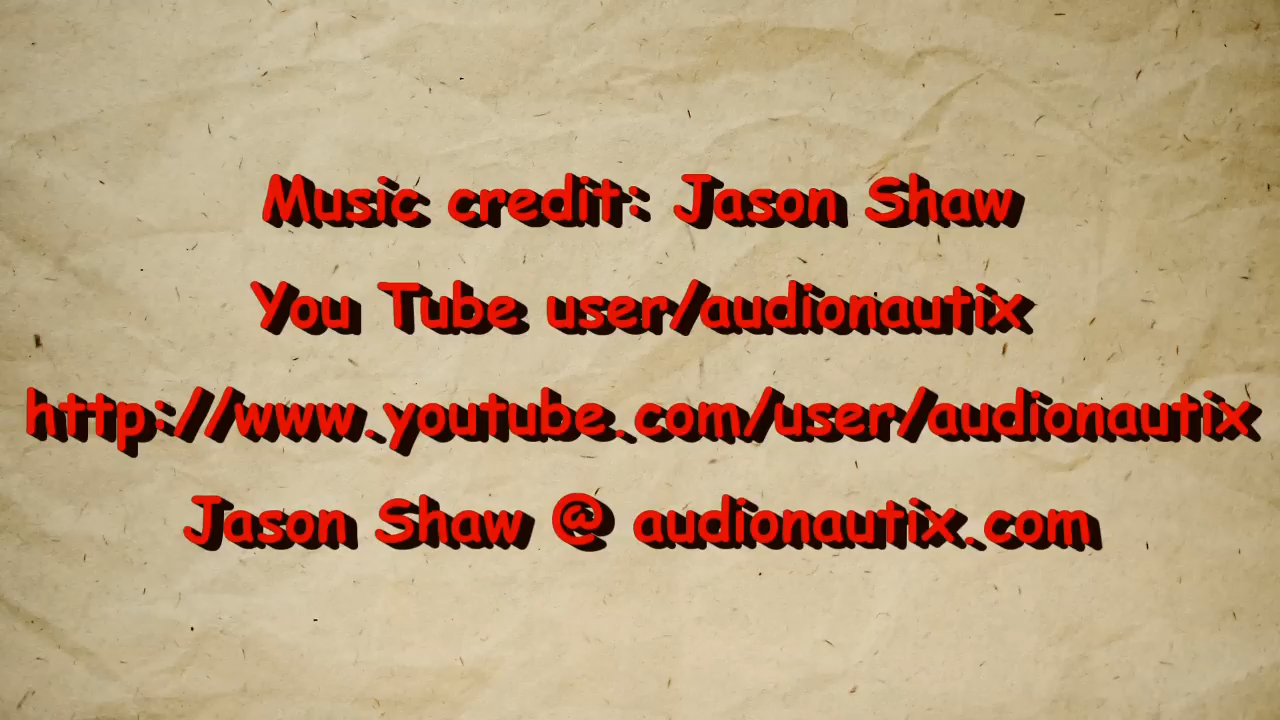 Music credit: Jason Shaw
You Tube user/audionautix
http://www.youtube.com/user/audionautix
Jason Shaw @ audionautix.com